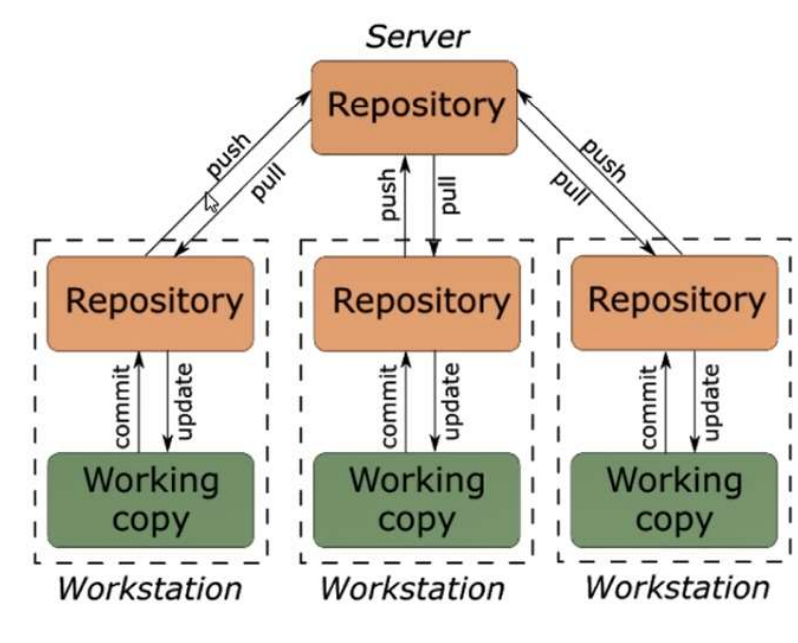 Server
Repository
push
pull
push
pull
push
pull
Repository
Repository
Repository
commit
update
commit
update
commit
update
Working
copy
Working
copy
Working
copy
Workstation
Workstation
Workstation